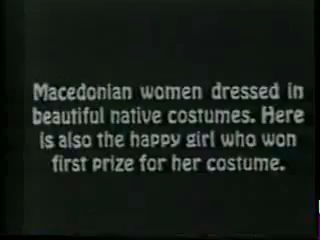 Macedonian women dressed in
beautiful native costumes. Here
is also the happy girl who won
first prize for her costume.